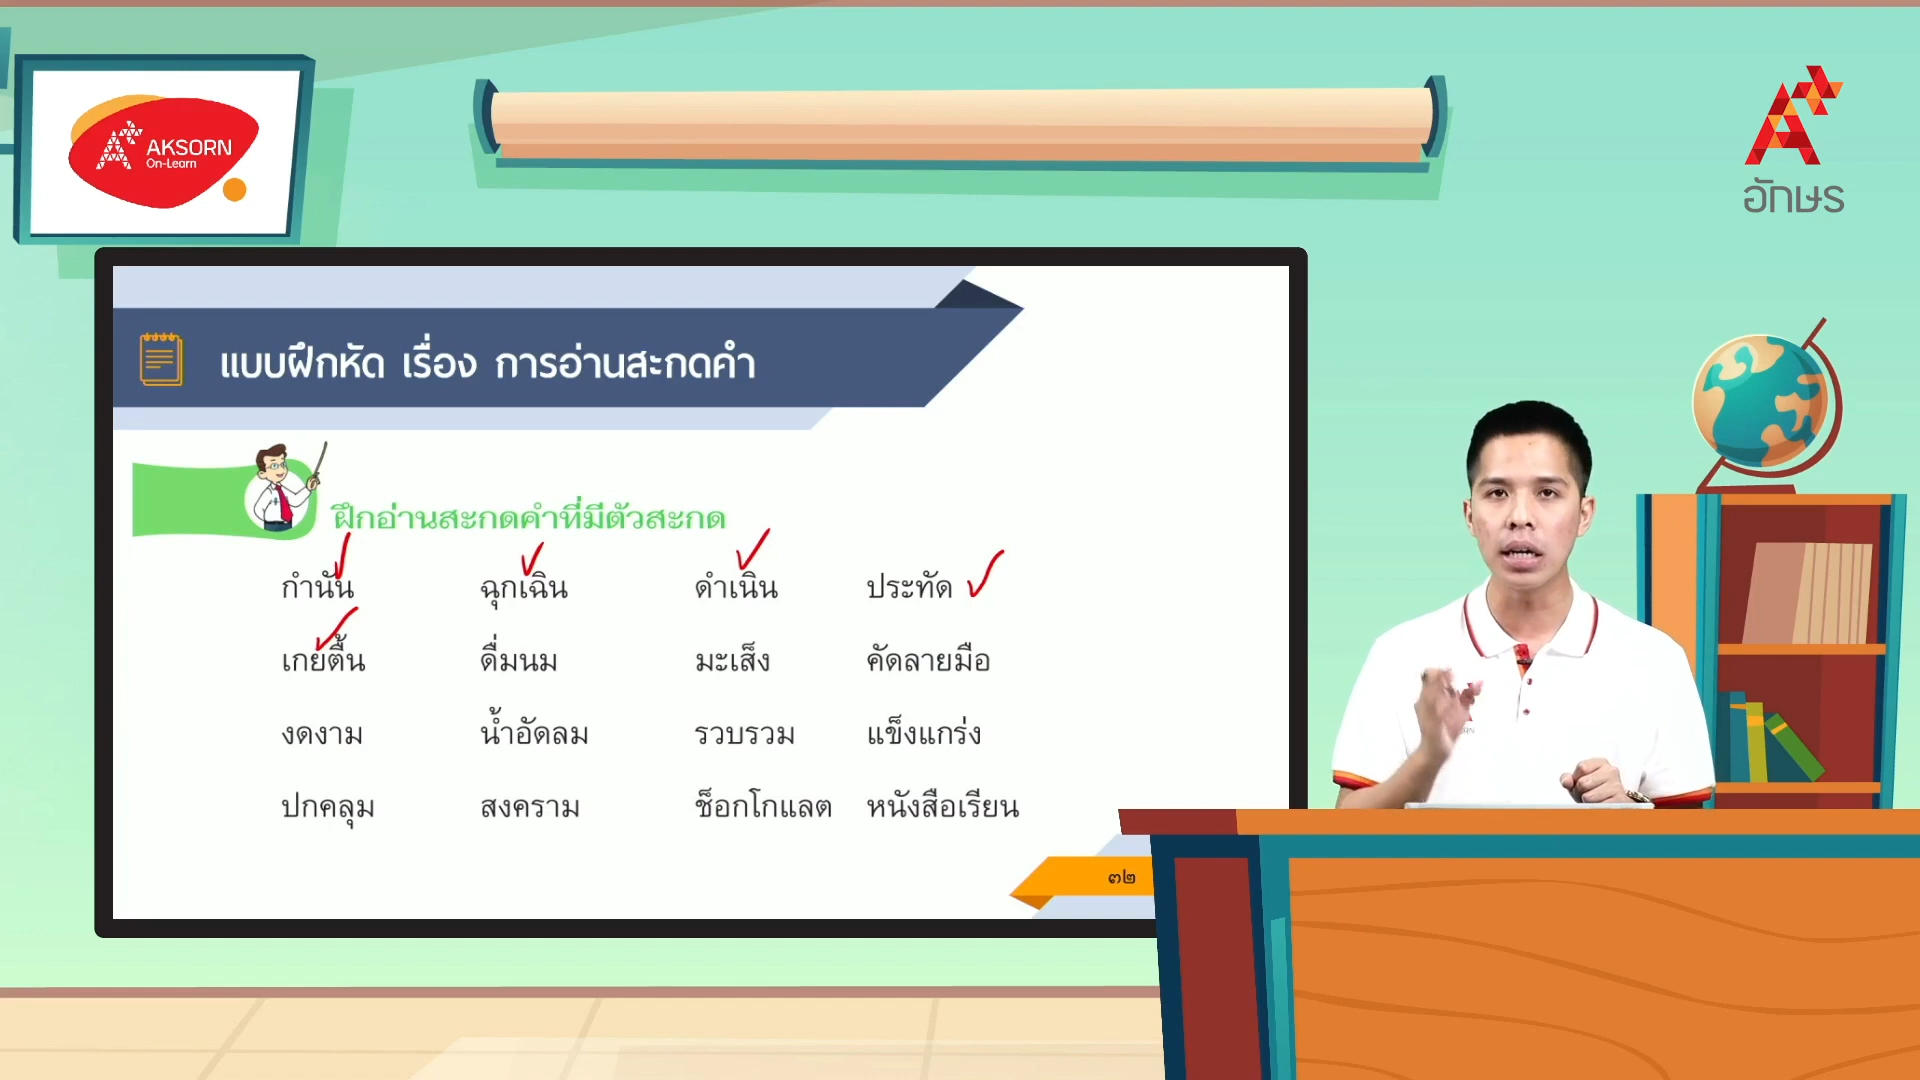 AKSORN
On-Learn
อักษร
แบบฝึกหัด เรื่อง การอ่านสะกดคำ
ฝึกอ่านสะกดคำที่มีตัวสะกด
กำนัน ฉุกเฉิน ดำเนิน ประทัด
เกยตื้น ดื่มนม มะเส็ง คัดลายมือ
งดงาม น้ำอัดลม รวบรวม แข็งแกร่ง
ปกคลุม สงคราม ช็อกโกแลต หนังสือเรียน
๓๒